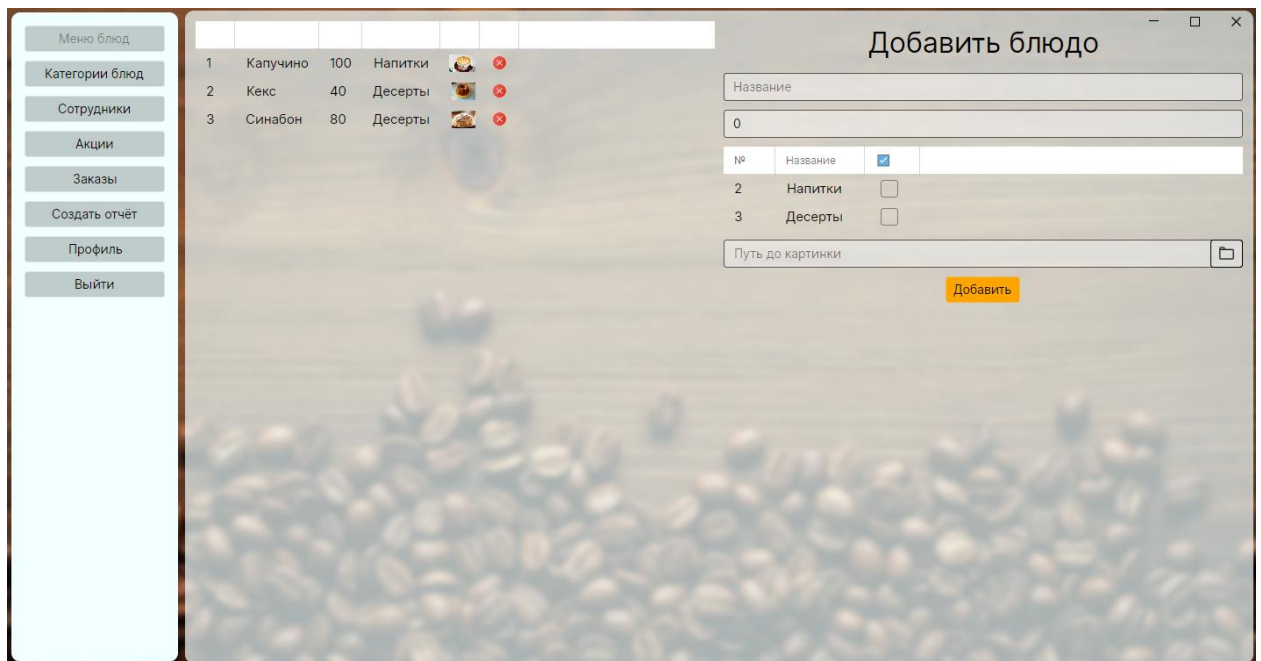 Меню блюд
Категории блюд
Сотрудники
Акции
Заказы
Создать отчёт
Профиль
Выйти
1 Капучино 100 Напитки
2 Кекс 40 Десерты
3 Синабон 80 Десерты
Добавить блюдо
Название
0
№ Название
2 Напитки
3 Десерты
Путь до картинки
Добавить